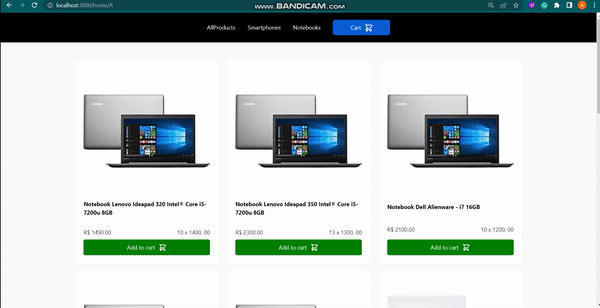 localhost:3000/home/A
WWW.BANDICAM.COM
AllProducts Smartphones Notebooks Cart
Notebook Lenovo Ideapad 320 Intel® Core i5-
7200u 8GB
R$ 1490.00 10 x 1400, 00
Add to cart
Notebook Lenovo Ideapad 350 Intel® Core i5-
7200u 8GB
R$ 2300.00 13 x 1300, 00
Add to cart
Notebook Dell Alienware - i7 16GB
R$ 2100.00 10 x 1200, 00
Add to cart